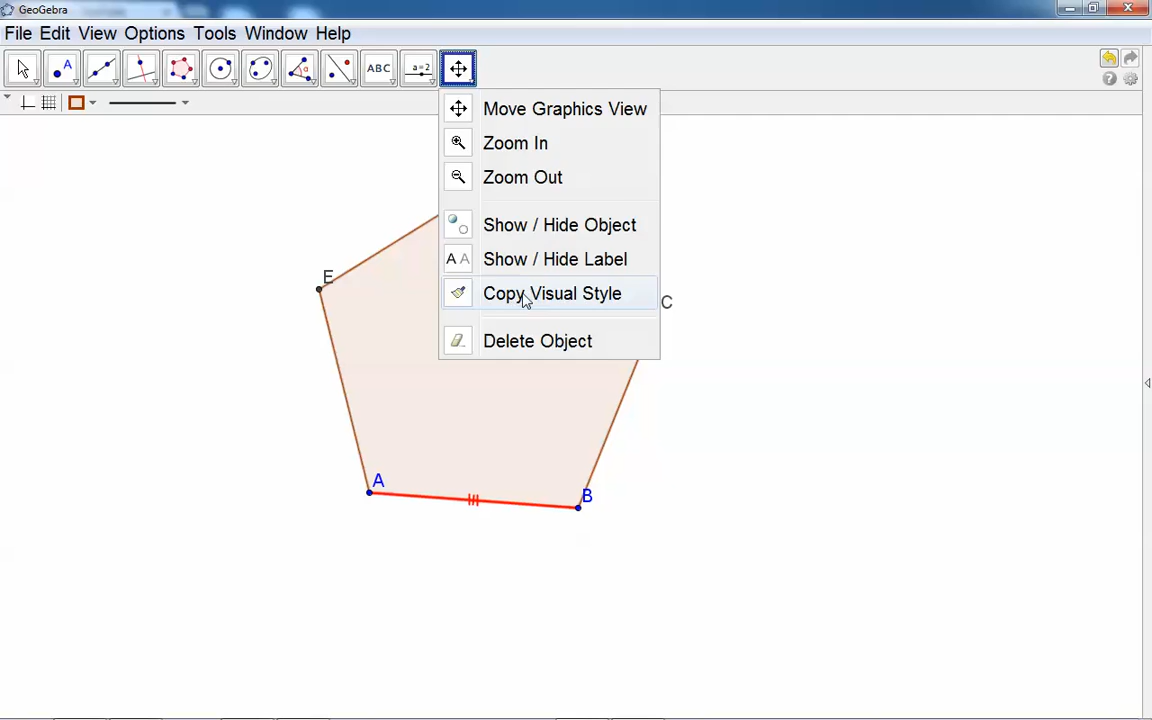 GeoGebra
File Edit View Options Tools Window Help
A ABC a=2
Move Graphics View
Zoom In
Zoom Out
Show / Hide Object
A A Show / Hide Label
Copy Visual Style
Delete Object
E
C
A
B